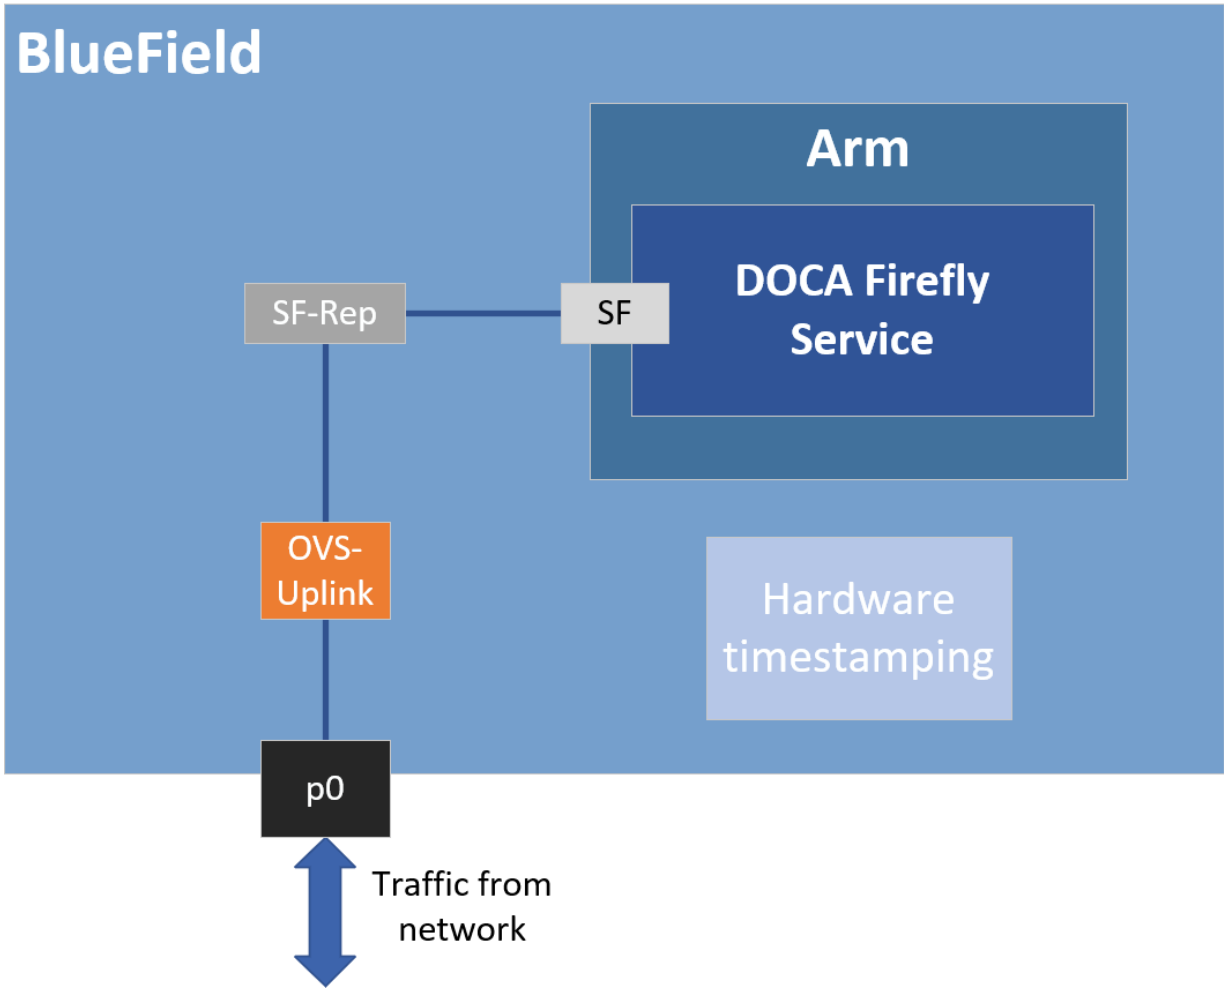 BlueField
Arm
DOCA Firefly
Service
SF-Rep
SF
OVS-
Uplink
Hardware
timestamping
p0
Traffic from
network